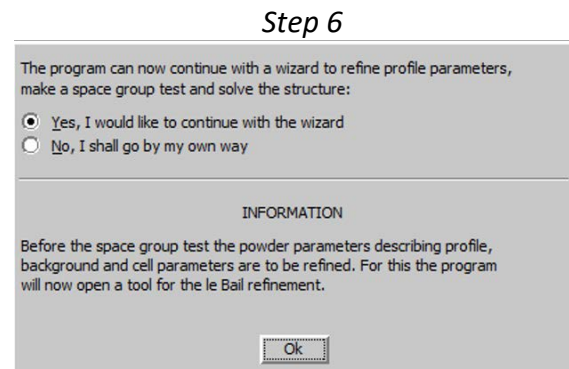 Step 6
The program can now continue with a wizard to refine profile parameters,
make a space group test and solve the structure:
Yes, I would like to continue with the wizard
No, I shall go by my own way
INFORMATION
Before the space group test the powder parameters describing profile,
background and cell parameters are to be refined. For this the program
will now open a tool for the le Bail refinement.
Ok